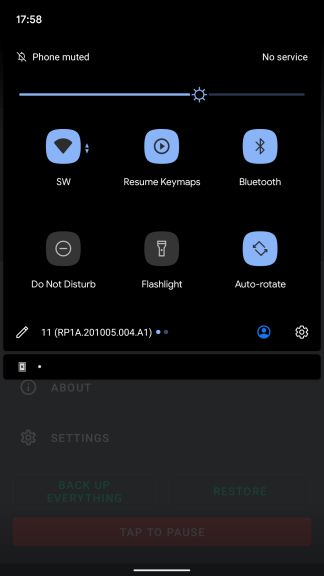 17:58
Phone muted
No service
SW
Resume Keymaps
Bluetooth
Do Not Disturb
Flashlight
Auto-rotate
11 (RP1A.201005.004.A1)
ABOUT
SETTINGS
BACK UP
EVERYTHING
RESTORE
TAP TO PAUSE